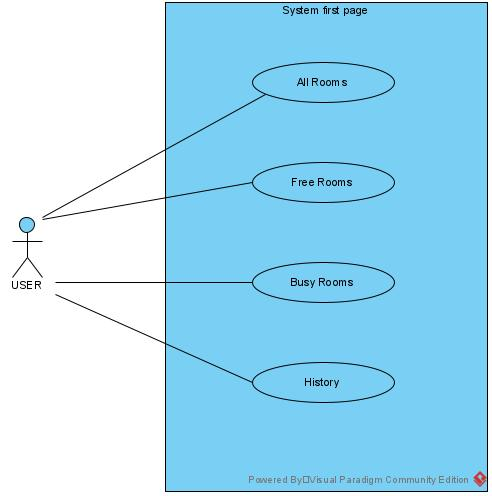 System first page
All Rooms
Free Rooms
Busy Rooms
USER
History
Powered By□Visual Paradigm Community Edition